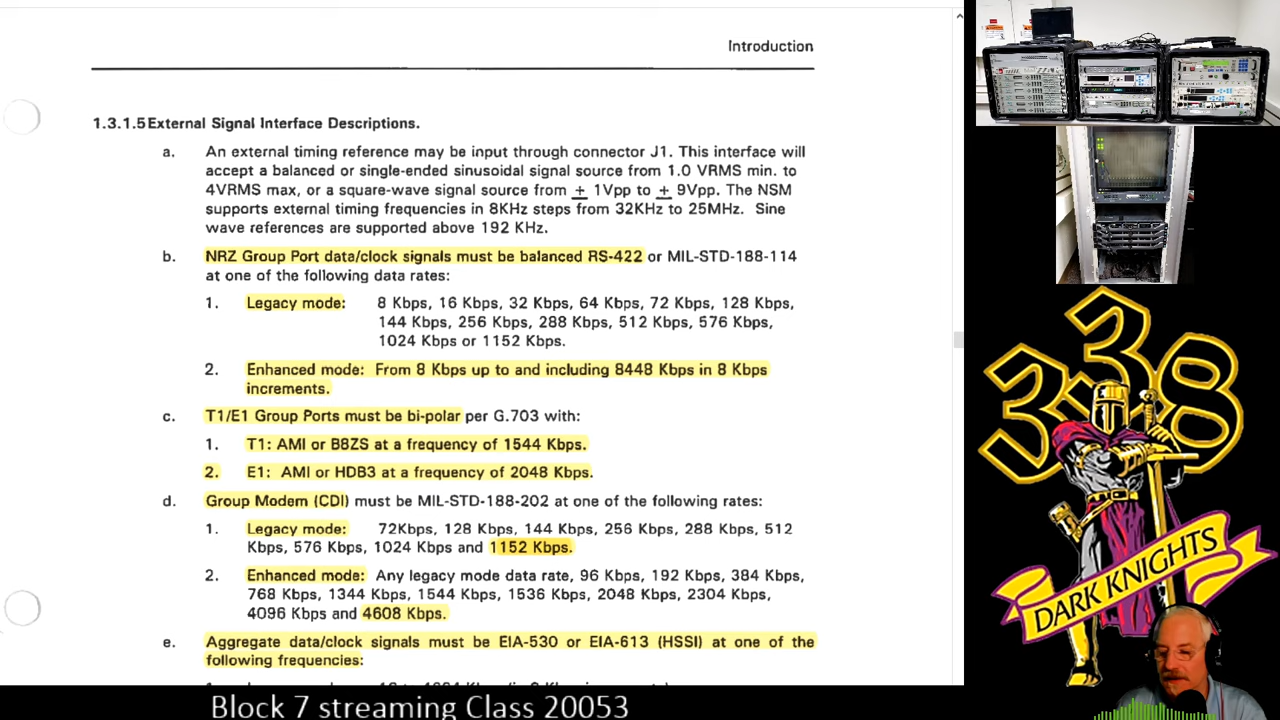 Introduction
1.3.1.5 External Signal Interface Descriptions.
a. An external timing reference may be input through connector J1. This interface will
accept a balanced or single-ended sinusoidal signal source from 1.0 VRMS min. to
4VRMS max, or a square-wave signal source from ± 1Vpp to ± 9Vpp. The NSM
supports external timing frequencies in 8KHz steps from 32KHz to 25MHz. Sine
wave references are supported above 192 KHz.
b. NRZ Group Port data/clock signals must be balanced RS-422 or MIL-STD-188-114
at one of the following data rates:
1. Legacy mode: 8 Kbps, 16 Kbps, 32 Kbps, 64 Kbps, 72 Kbps, 128 Kbps,
144 Kbps, 256 Kbps, 288 Kbps, 512 Kbps, 576 Kbps,
1024 Kbps or 1152 Kbps.
2. Enhanced mode: From 8 Kbps up to and including 8448 Kbps in 8 Kbps
increments.
c. T1/E1 Group Ports must be bi-polar per G.703 with:
1. T1: AMI or B8ZS at a frequency of 1544 Kbps.
2. E1: AMI or HDB3 at a frequency of 2048 Kbps.
d. Group Modem (CDI) must be MIL-STD-188-202 at one of the following rates:
1. Legacy mode: 72Kbps, 128 Kbps, 144 Kbps, 256 Kbps, 288 Kbps, 512
Kbps, 576 Kbps, 1024 Kbps and 1152 Kbps.
2. Enhanced mode: Any legacy mode data rate, 96 Kbps, 192 Kbps, 384 Kbps,
768 Kbps, 1344 Kbps, 1544 Kbps, 1536 Kbps, 2048 Kbps, 2304 Kbps,
4096 Kbps and 4608 Kbps.
e. Aggregate data/clock signals must be EIA-530 or EIA-613 (HSSI) at one of the
following frequencies:
338
DARK KNIGHTS
Block 7 streaming Class 20053